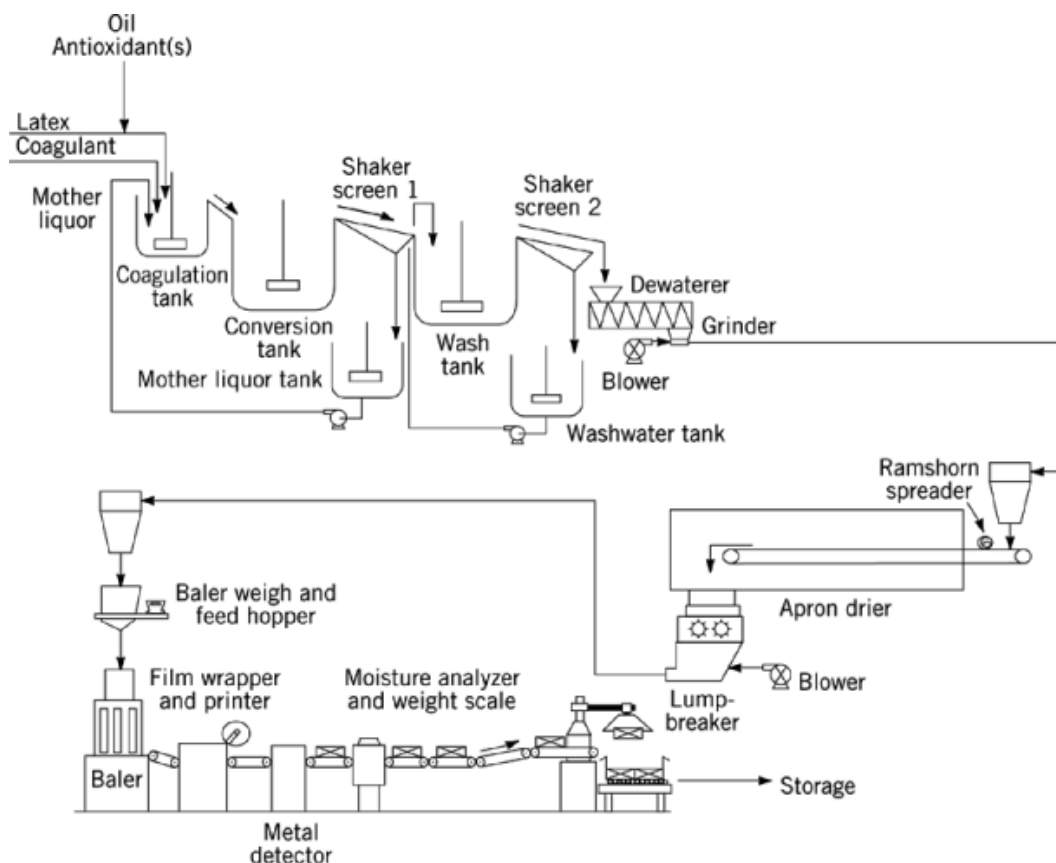 Oil
Antioxidant(s)
Latex
Coagulant
Mother
liquor
Coagulation
tank
Conversion
tank
Mother liquor tank
Shaker
screen 1
Wash
tank
Shaker
screen 2
Dewaterer
Grinder
Blower
Washwater tank
Ramshorn
spreader
Apron drier
Baler weigh and
feed hopper
Film wrapper
and printer
Moisture analyzer
and weight scale
Lump-
breaker
Blower
Baler
Metal
detector
Storage